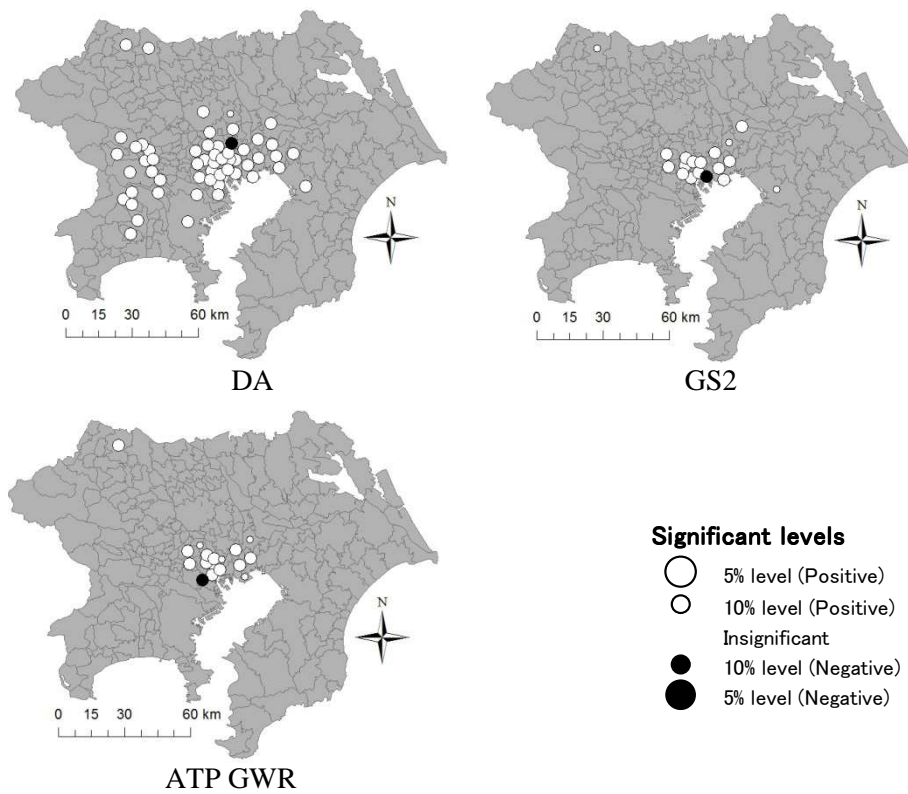 N
0 15 30 60 km
DA
N
0 15 30 60 km
GS2
N
0 15 30 60 km
ATP GWR
Significant levels
5% level (Positive)
10% level (Positive)
Insignificant
10% level (Negative)
5% level (Negative)